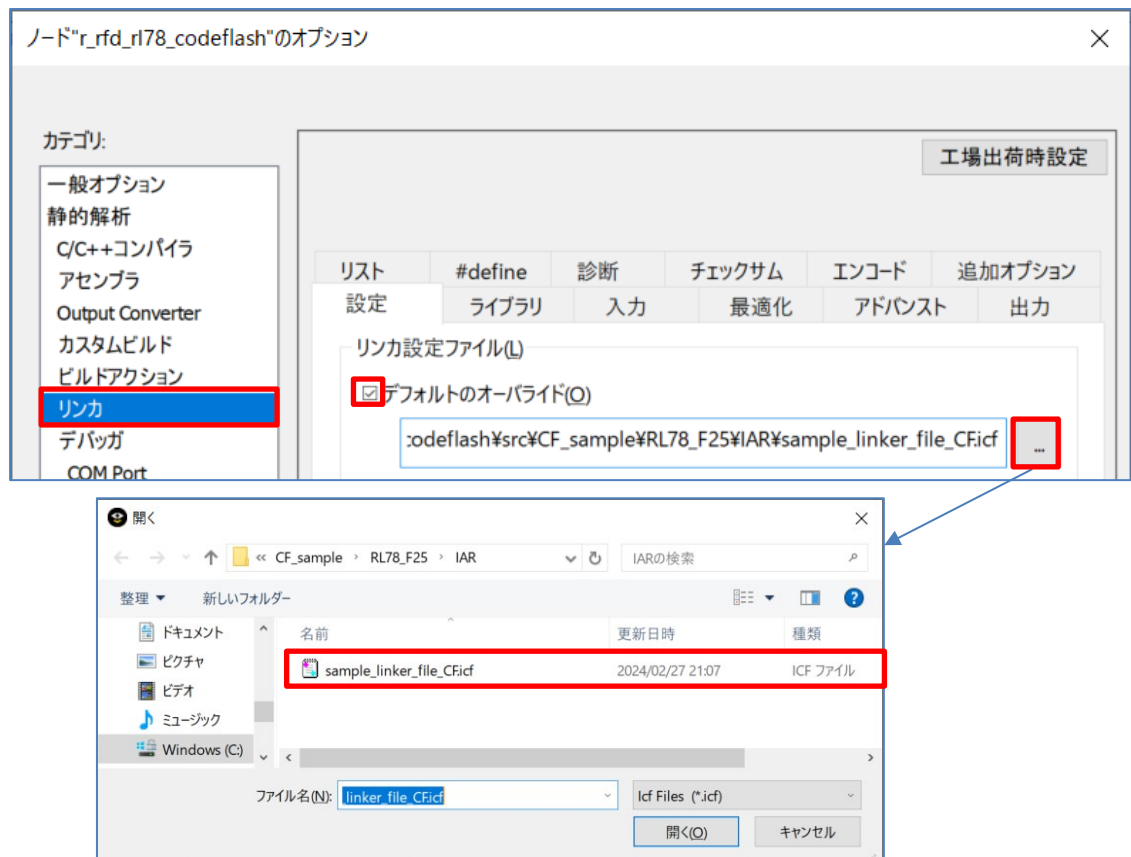 ノード"r_rfd_rl78_codeflash"のオプション
カテゴリ:
工場出荷時設定
一般オプション
静的解析
C/C++コンパイラ
アセンブラ
Output Converter
カスタムビルド
ビルドアクション
リンカ
デバッガ
COM Port
リスト #define 診断 チェックサム エンコード 追加オプション
設定 ライブラリ 入力 最適化 アドバンスト 出力
リンカ設定ファイル(L)
デフォルトのオーバライド(O)
codeflash¥src¥CF_sample¥RL78_F25¥IAR¥sample_linker_file_CF.icf ...
開く
« CF_sample › RL78_F25 › IAR IARの検索
整理 新しいフォルダー
ドキュメント
ピクチャ
ビデオ
ミュージック
Windows (C:)
名前 更新日時 種類
sample_linker_file_CF.icf 2024/02/27 21:07 ICF ファイル
ファイル名(N): linker_file_CF.icf Icf Files (*.icf)
開く(O) キャンセル